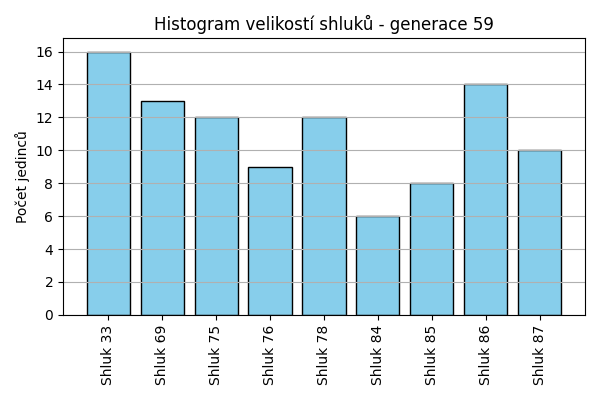 Histogram velikostí shluků - generace 59
Počet jedinců
16
14
12
10
8
6
4
2
0
Shluk 33
Shluk 69
Shluk 75
Shluk 76
Shluk 78
Shluk 84
Shluk 85
Shluk 86
Shluk 87